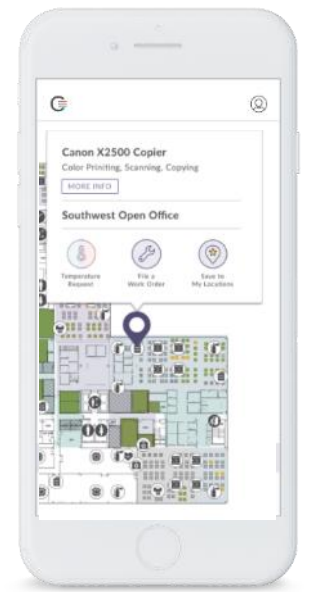 Canon X2500 Copier
Color Priniting, Scanning, Copying
MORE INFO
Southwest Open Office
Temperature
Request
File a
Work Order
Save to
My Locations